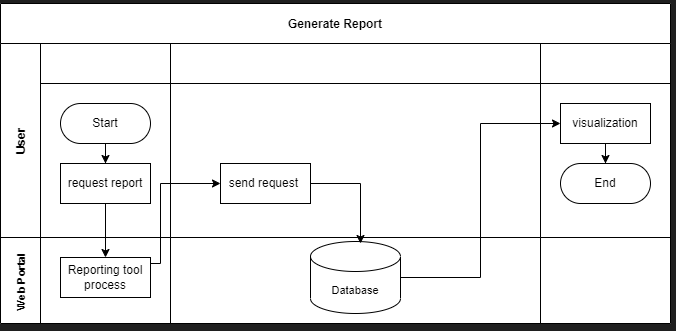 Generate Report
User
Start
request report
send request
visualization
End
Web Portal
Reporting tool
process
Database